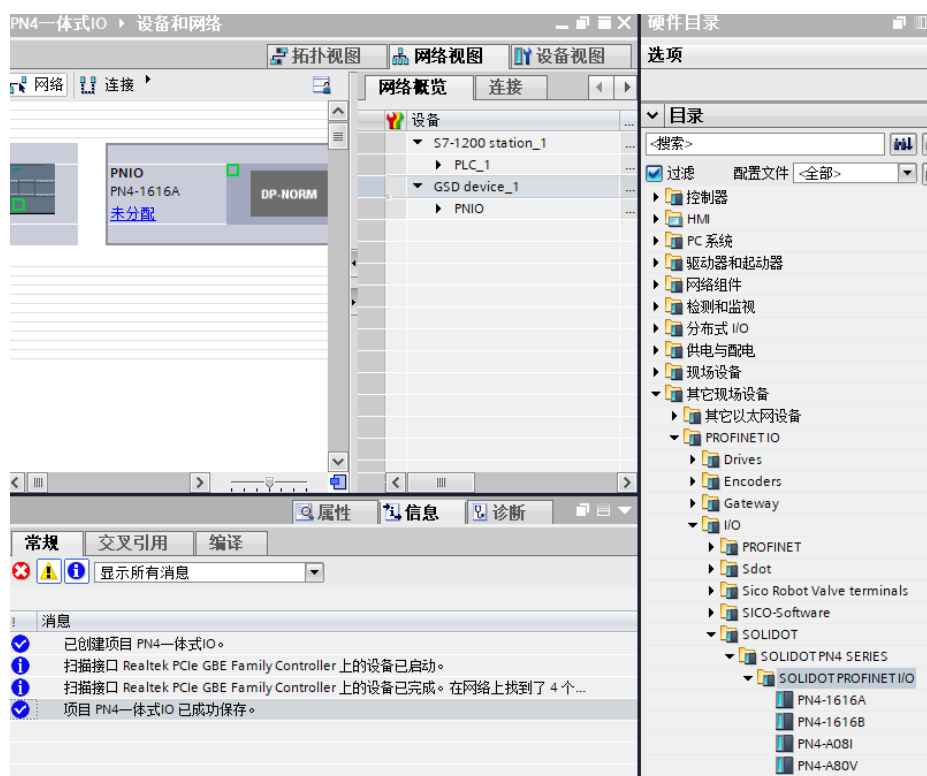 PN4一体式IO ▸ 设备和网络
拓扑视图 网络视图 设备视图
网络 连接
网络概览 连接
设备 ...
S7-1200 station_1 ...
PLC_1 ...
GSD device_1 ...
PNIO ...
PNIO
PN4-1616A
未分配
DP-NORM
属性 信息 诊断
常规 交叉引用 编译
显示所有消息
! 消息
已创建项目 PN4一体式IO。
扫描接口 Realtek PCIe GBE Family Controller 上的设备已启动。
扫描接口 Realtek PCIe GBE Family Controller 上的设备已完成。在网络上找到了 4 个...
项目 PN4一体式IO 已成功保存。
硬件目录
选项
目录
<搜索>
过滤 配置文件 <全部>
控制器
HMI
PC 系统
驱动器和起动器
网络组件
检测和监视
分布式 I/O
供电与配电
现场设备
其它现场设备
其它以太网设备
PROFINET IO
Drives
Encoders
Gateway
I/O
PROFINET
Sdot
Sico Robot Valve terminals
SICO-Software
SOLIDOT
SOLIDOT PN4 SERIES
SOLIDOT PROFINET I/O
PN4-1616A
PN4-1616B
PN4-A08I
PN4-A80V